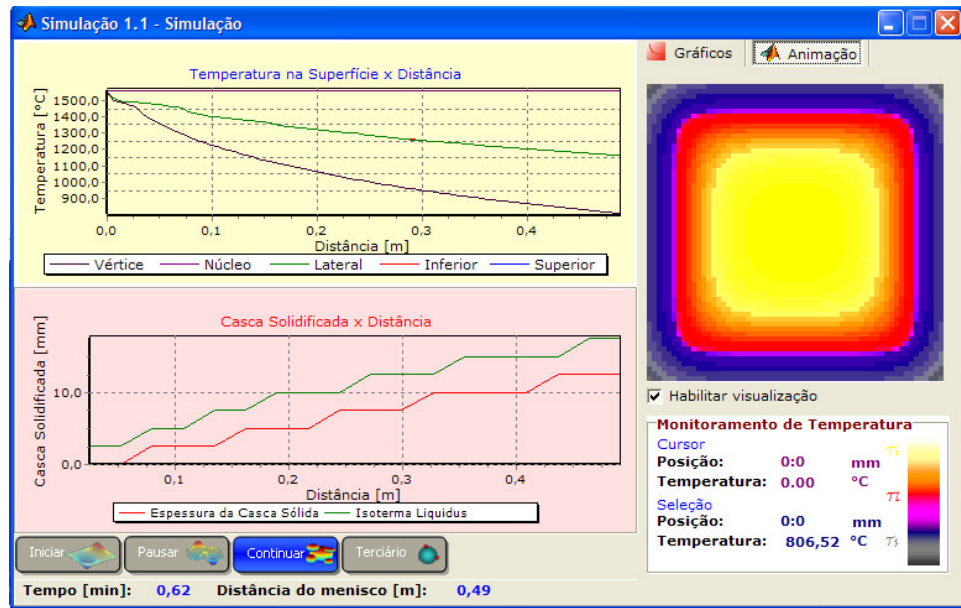 Simulação 1.1 - Simulação
Temperatura na Superfície x Distância
Temperatura [°C]
1500,0
1400,0
1300,0
1200,0
1100,0
1000,0
900,0
0,0 0,1 0,2 0,3 0,4
Distância [m]
Vértice Núcleo Lateral Inferior Superior
Casca Solidificada x Distância
Casca Solidificada [mm]
10,0
0,0
0,1 0,2 0,3 0,4
Distância [m]
Espessura da Casca Sólida Isoterma Liquidus
Iniciar Pausar Continuar Terciário
Tempo [min]: 0,62 Distância do menisco [m]: 0,49
Gráficos Animação
Habilitar visualização
Monitoramento de Temperatura
Cursor
Ti
Posição: 0:0 mm
Temperatura: 0.00 °C
Tl
Seleção
Posição: 0:0 mm
Temperatura: 806,52 °C Ts